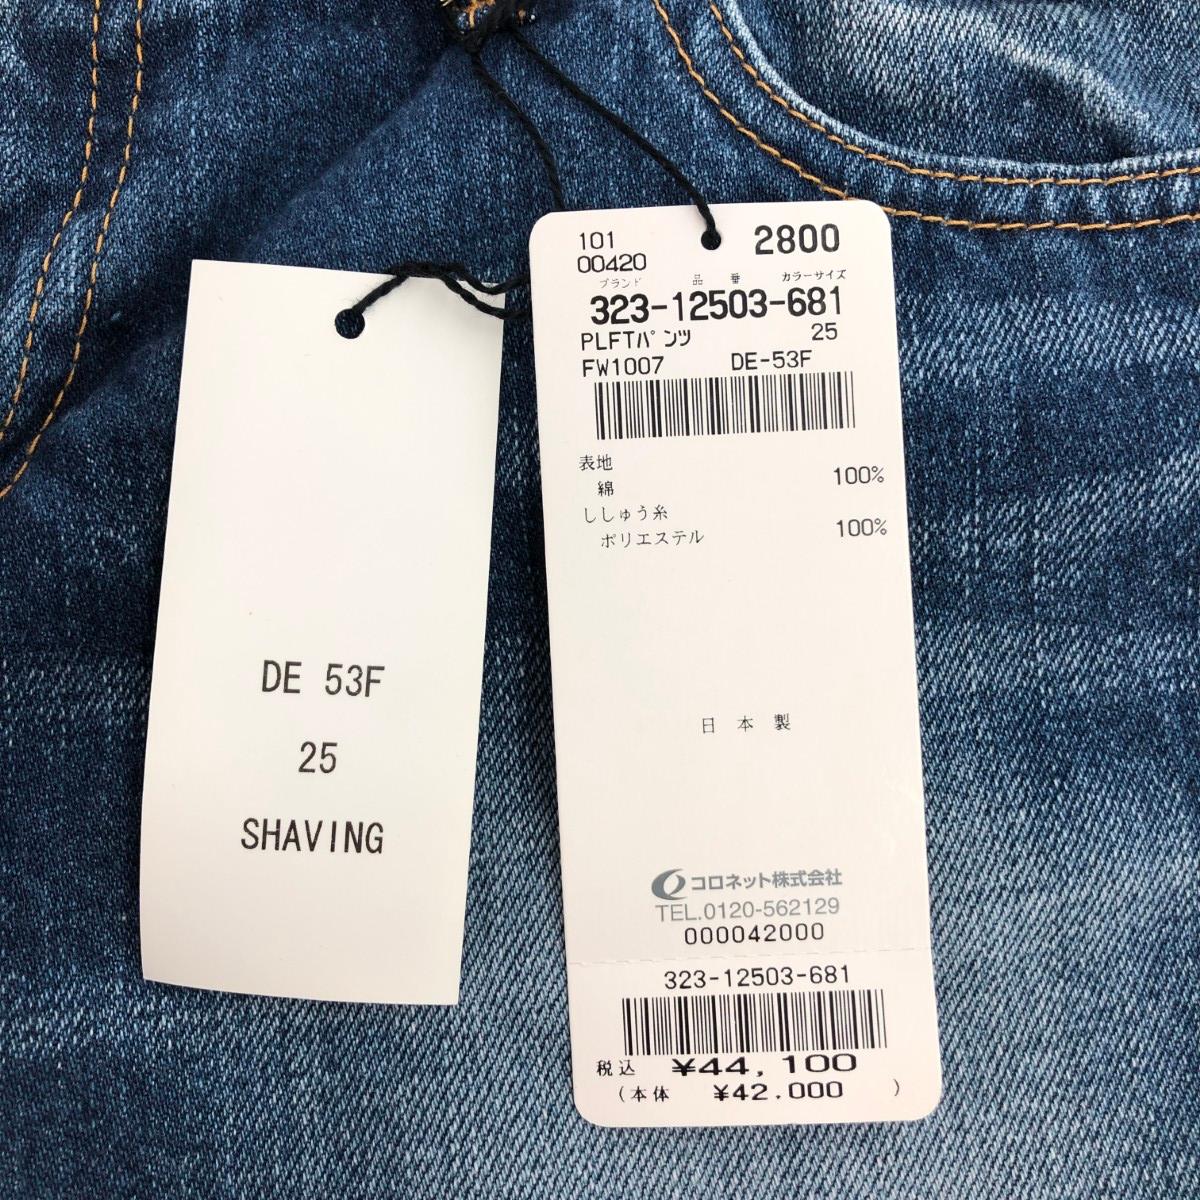 DE 53F
25
SHAVING
101
00420
2800
ブランド 品 番 カラーサイズ
323-12503-681
PLFTパンツ 25
FW1007 DE-53F
表地
綿 100%
ししゅう糸
ポリエステル 100%
日 本 製
コロネット株式会社
TEL.0120-562129
000042000
323-12503-681
税込 ¥44,100
(本体 ¥42.000 )